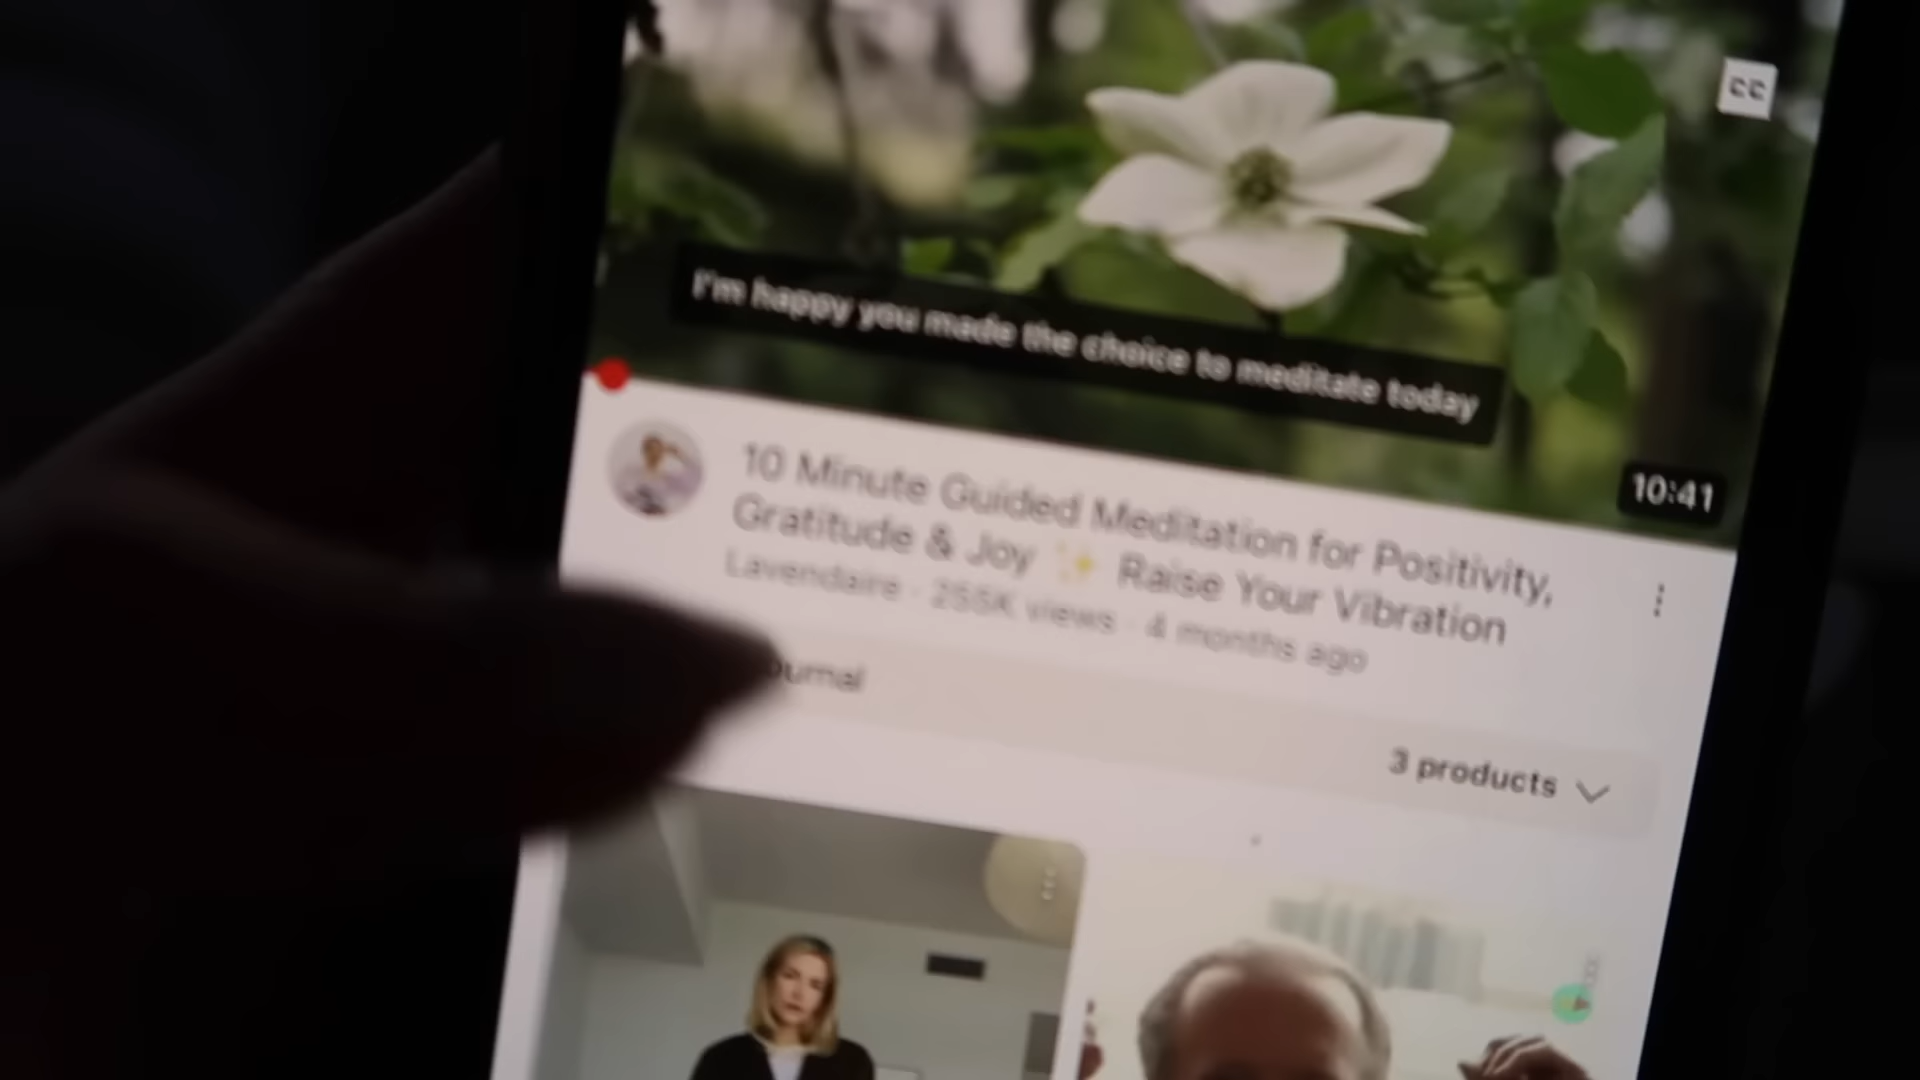 CC
I'm happy you made the choice to meditate today
10:41
10 Minute Guided Meditation for Positivity,
Gratitude & Joy ✨ Raise Your Vibration
Lavendaire · 255K views · 4 months ago
3 products